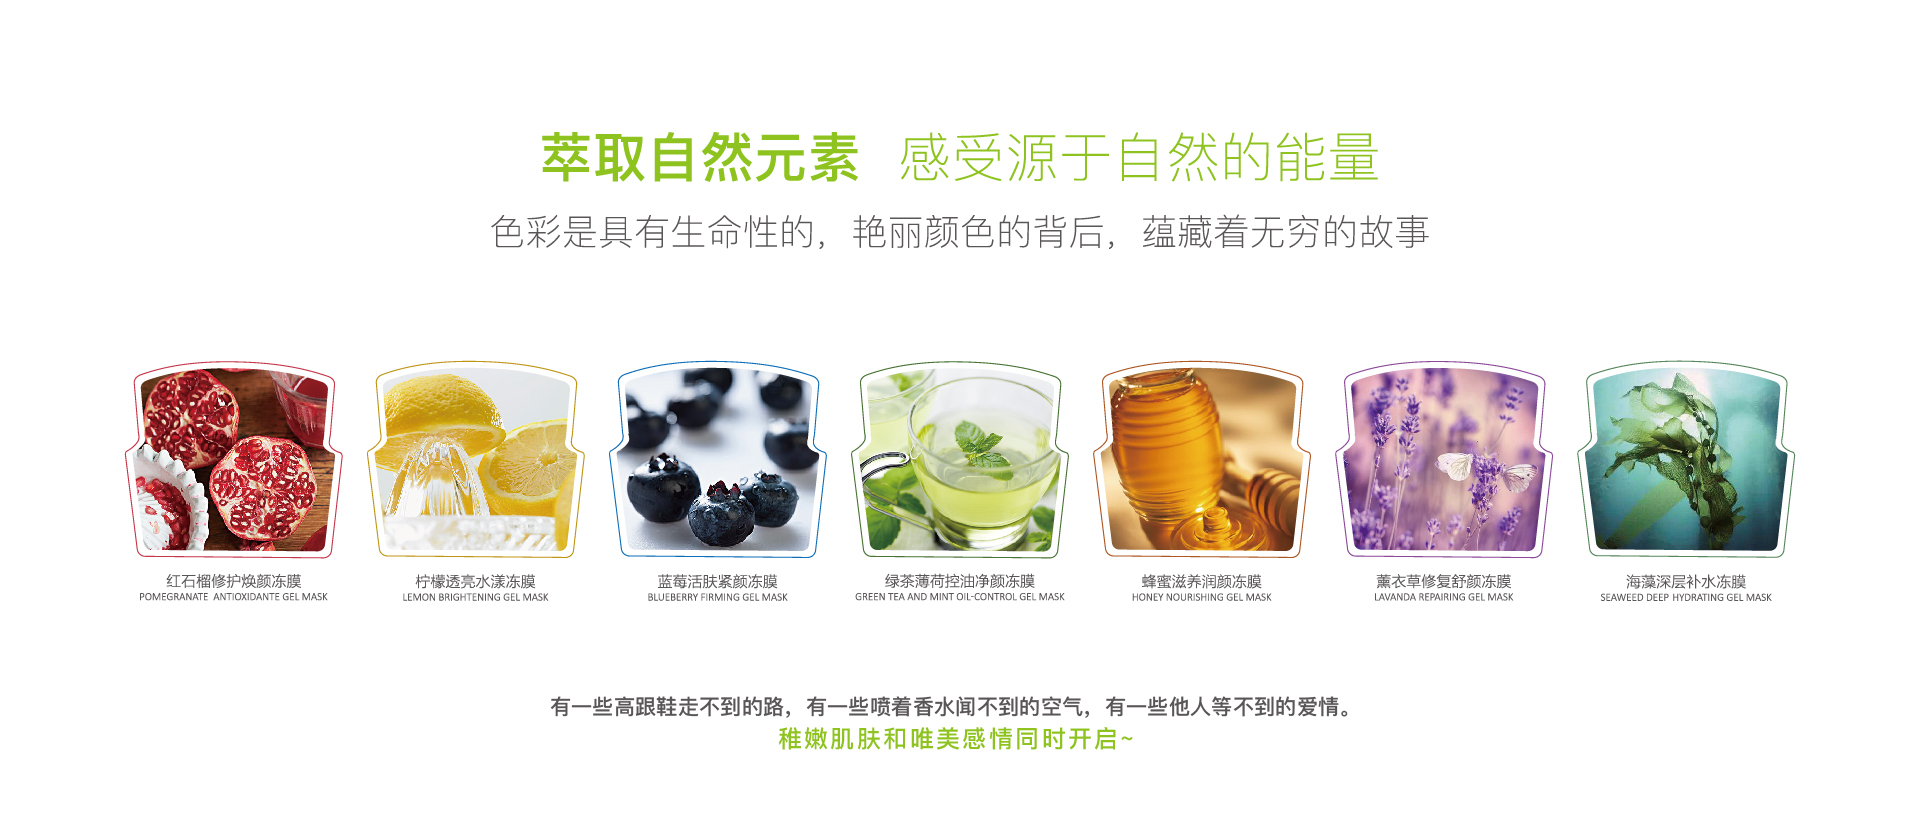 萃取自然元素 感受源于自然的能量
色彩是具有生命性的，艳丽颜色的背后，蕴藏着无穷的故事
红石榴修护焕颜冻膜
POMEGRANATE ANTIOXIDANTE GEL MASK
柠檬透亮水漾冻膜
LEMON BRIGHTENING GEL MASK
蓝莓活肤紧颜冻膜
BLUEBERRY FIRMING GEL MASK
绿茶薄荷控油净颜冻膜
GREEN TEA AND MINT OIL-CONTROL GEL MASK
蜂蜜滋养润颜冻膜
HONEY NOURISHING GEL MASK
薰衣草修复舒颜冻膜
LAVANDA REPAIRING GEL MASK
海藻深层补水冻膜
SEAWEED DEEP HYDRATING GEL MASK
有一些高跟鞋走不到的路，有一些喷着香水闻不到的空气，有一些他人等不到的爱情。
稚嫩肌肤和唯美感情同时开启~